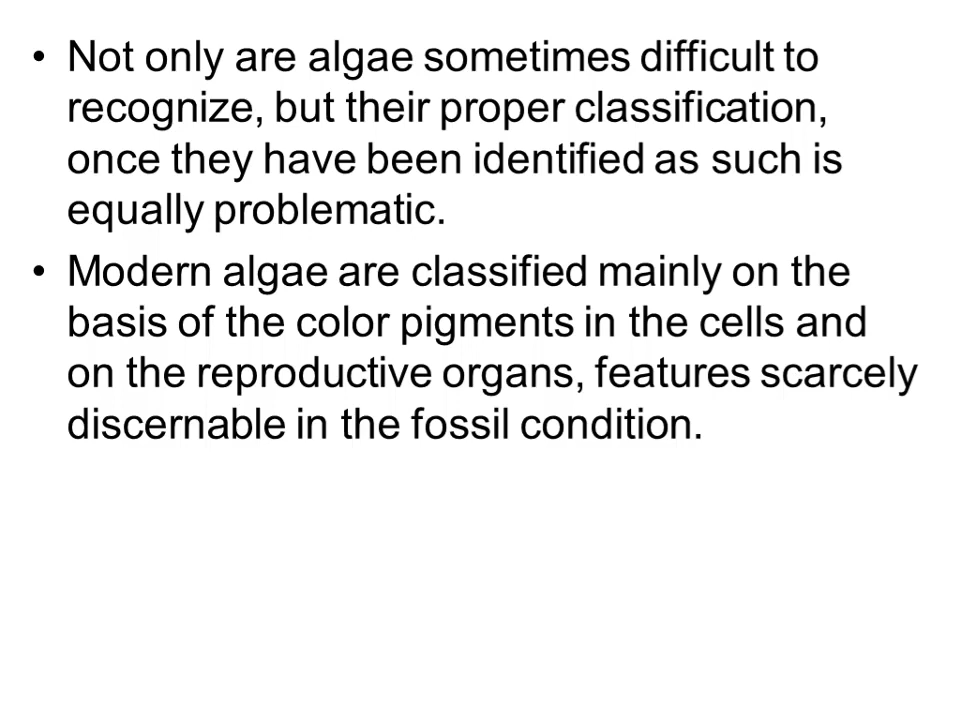 • Not only are algae sometimes difficult to
recognize, but their proper classification,
once they have been identified as such is
equally problematic.
• Modern algae are classified mainly on the
basis of the color pigments in the cells and
on the reproductive organs, features scarcely
discernable in the fossil condition.